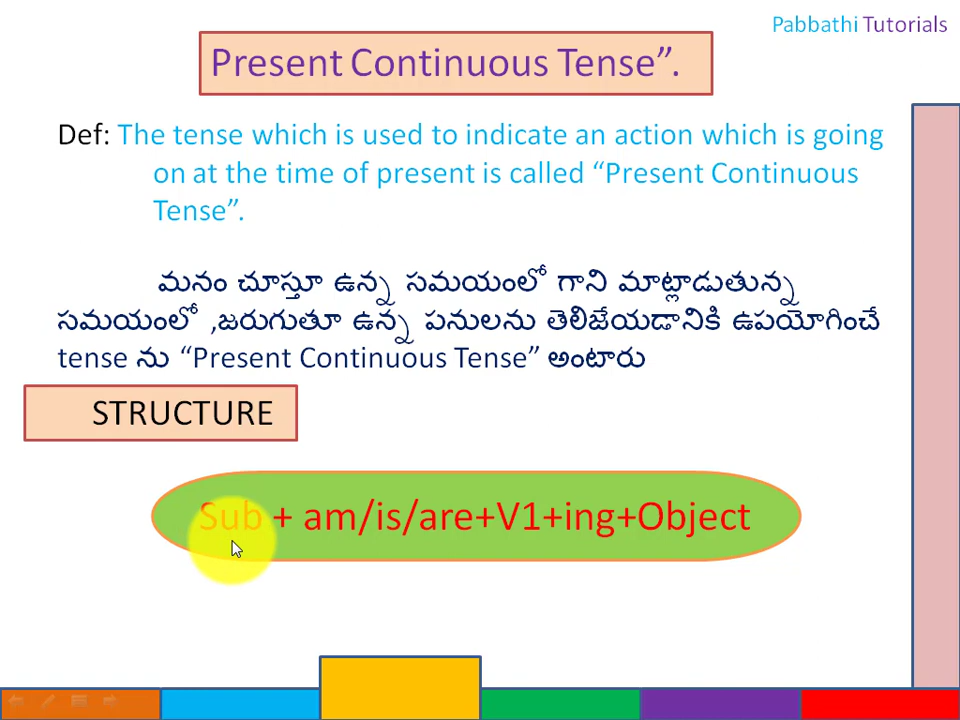 Pabbathi Tutorials
Present Continuous Tense”.
Def: The tense which is used to indicate an action which is going
on at the time of present is called “Present Continuous
Tense”.
మనం చూస్తూ ఉన్న సమయంలో గాని మాట్లాడుతున్న
సమయంలో ,జరుగుతూ ఉన్న పనులను తెలిజేయడానికి ఉపయోగించే
tense ను “Present Continuous Tense” అంటారు
STRUCTURE
Sub + am/is/are+V1+ing+Object